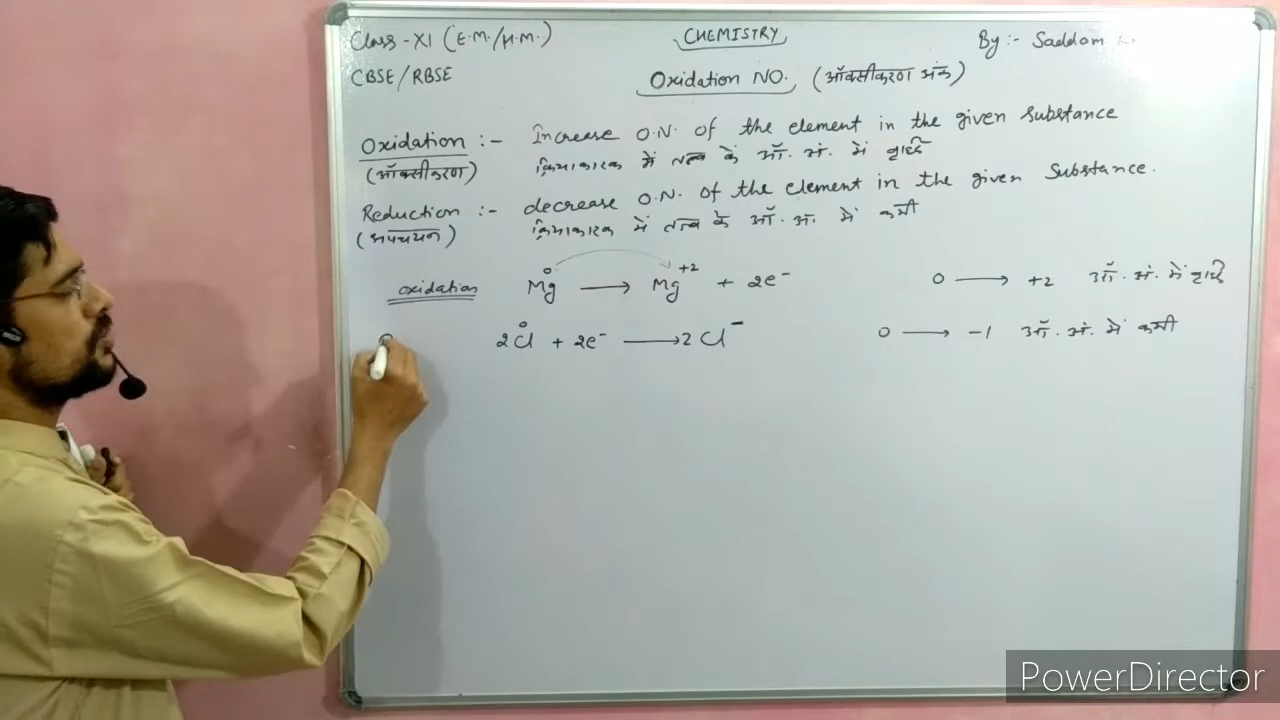 Class - XI (E.M./H.M.) CHEMISTRY By :- Saddam
CBSE/RBSE Oxidation NO. (ऑक्सीकरण अंक)
Oxidation :- Increase O.N. of the element in the given substance
(ऑक्सीकरण) क्रियाकारक में तत्व के ऑ. अं. में वृद्धि
Reduction :- decrease O.N. of the element in the given Substance.
(अपचयन) क्रियाकारक में तत्व के ऑ. अं. में कमी
oxidation Mg⁰ ⟶ Mg⁺² + 2e⁻ 0 ⟶ +2 ऑ. अं. में वृद्धि
2Cl⁰ + 2e⁻ ⟶ 2Cl⁻ 0 ⟶ -1 ऑ. अं. में कमी
PowerDirector